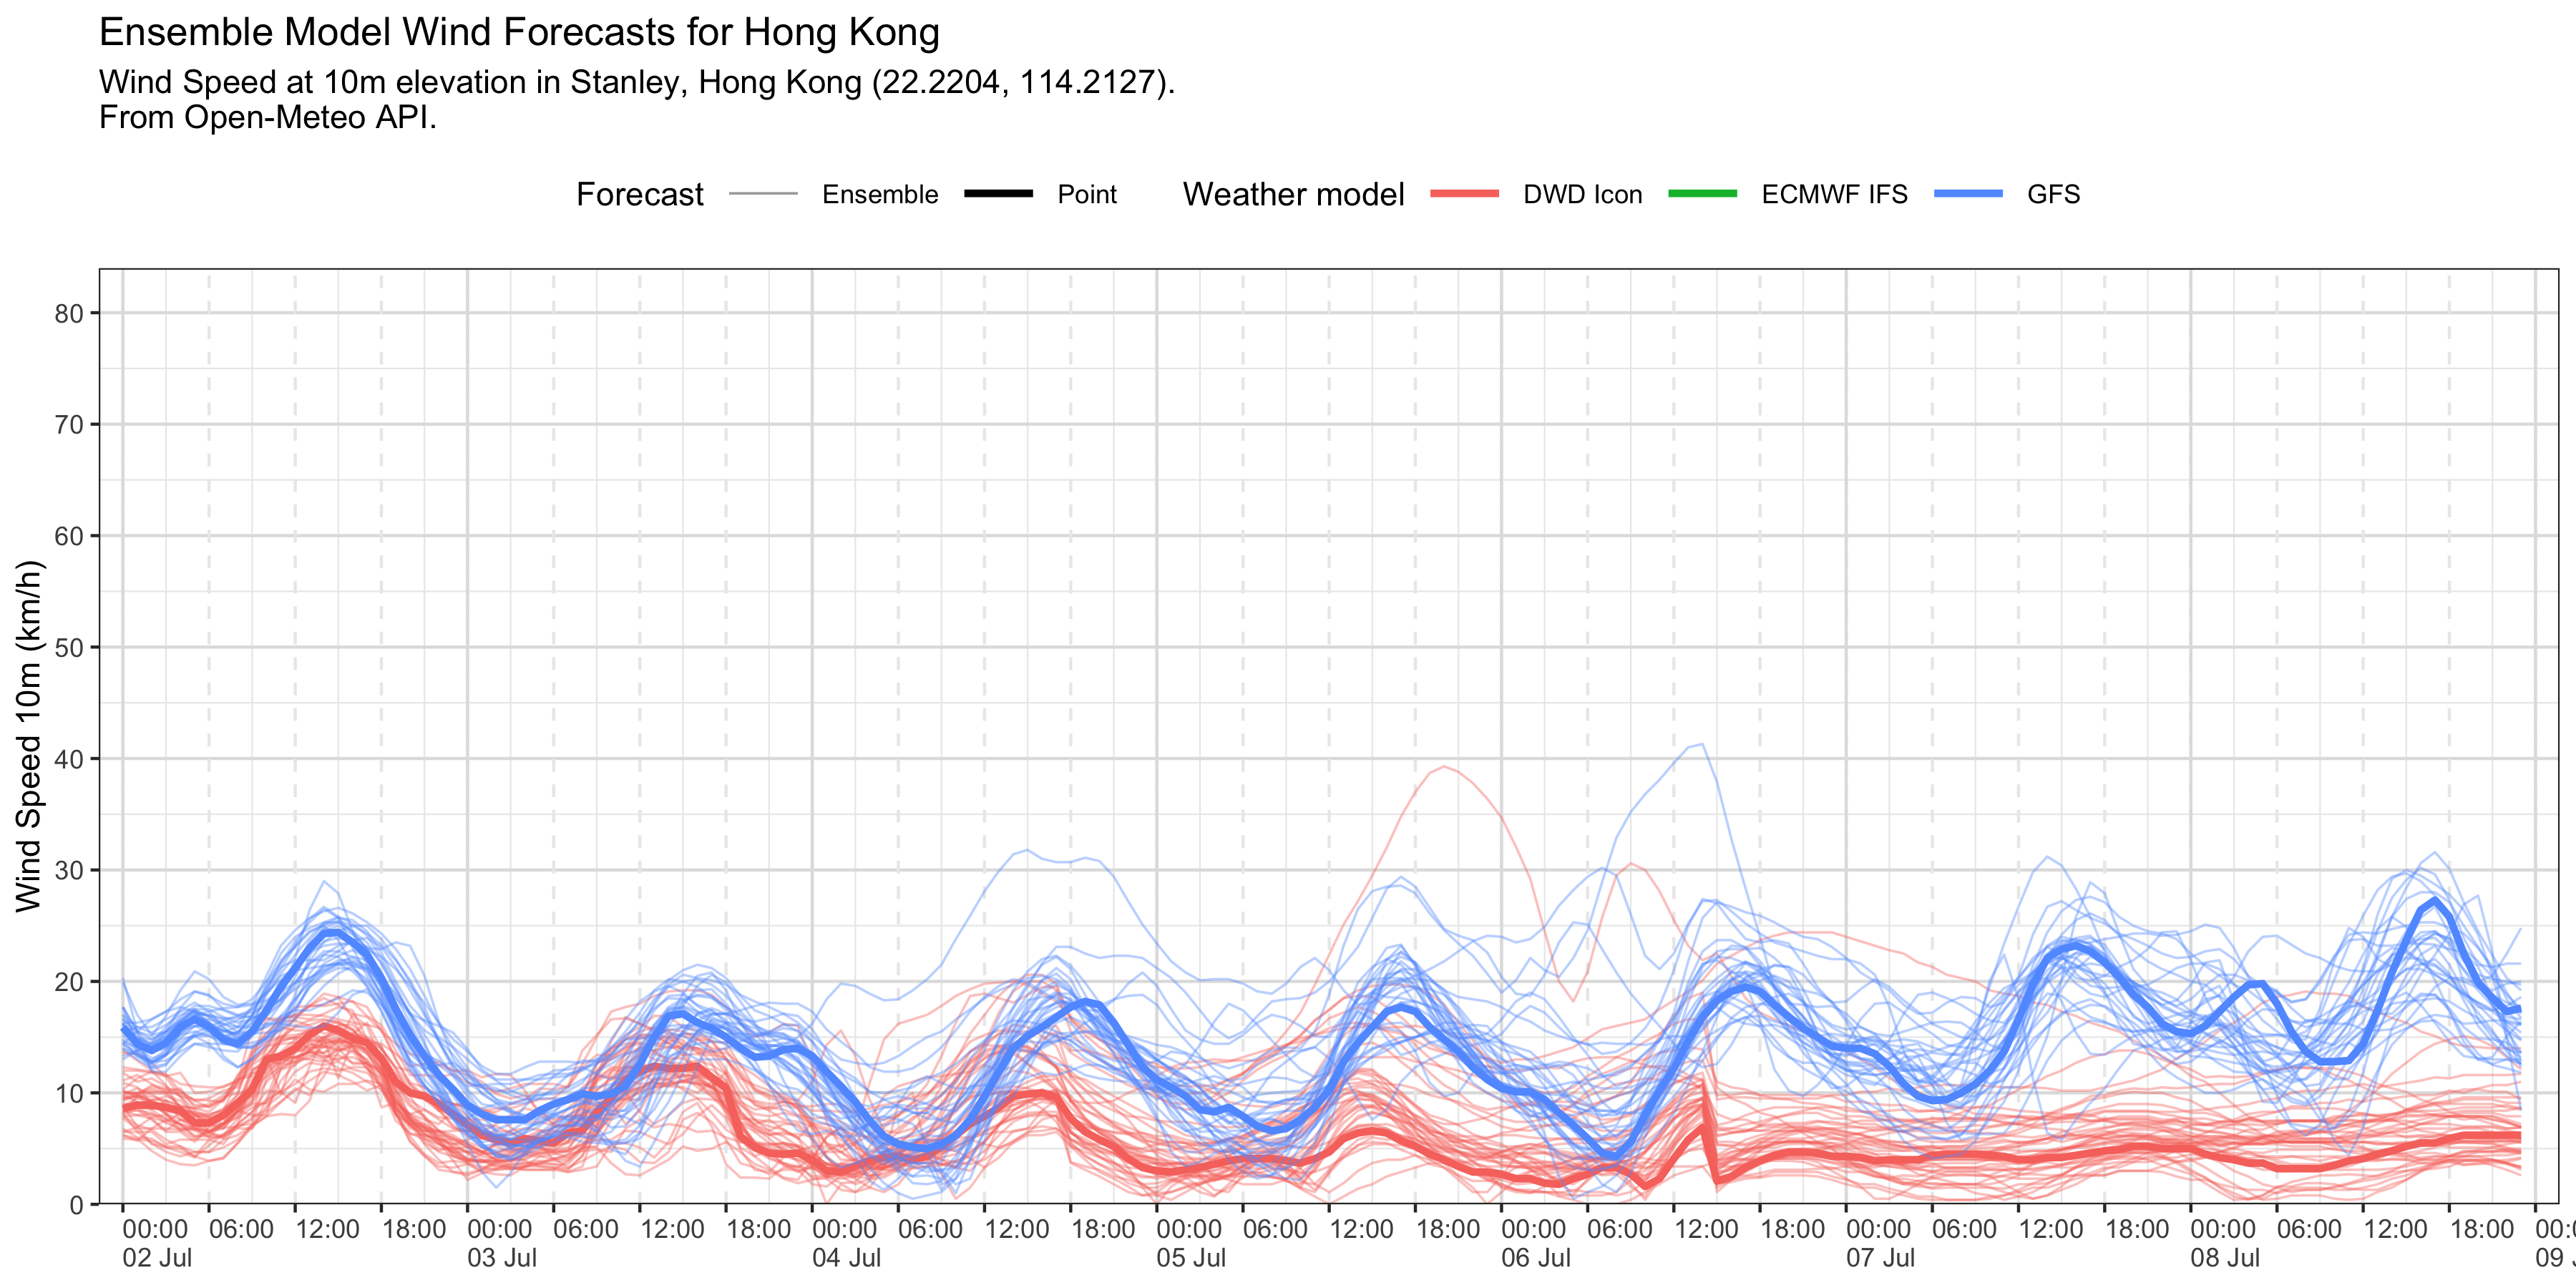 Ensemble Model Wind Forecasts for Hong Kong
Wind Speed at 10m elevation in Stanley, Hong Kong (22.2204, 114.2127).
From Open-Meteo API.
Forecast Ensemble Point Weather model DWD Icon ECMWF IFS GFS
Wind Speed 10m (km/h)
80
70
60
50
40
30
20
10
0
00:00 06:00 12:00 18:00 00:00 06:00 12:00 18:00 00:00 06:00 12:00 18:00 00:00 06:00 12:00 18:00 00:00 06:00 12:00 18:00 00:00 06:00 12:00 18:00 00:00 06:00 12:00 18:00
02 Jul 03 Jul 04 Jul 05 Jul 06 Jul 07 Jul 08 Jul 09